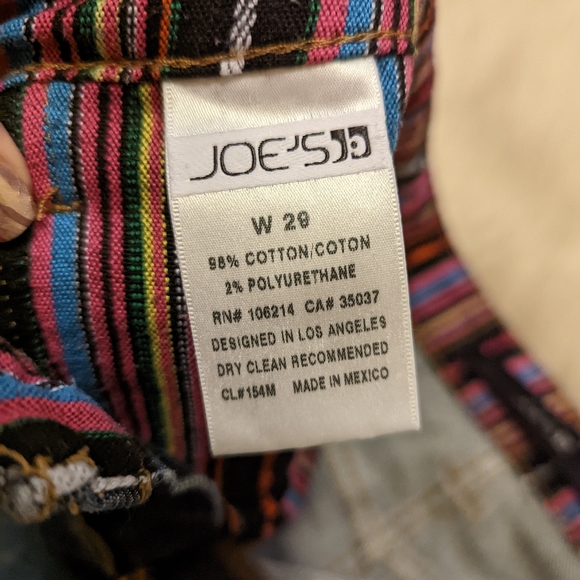 JOE'S
W 29
98% COTTON/COTON
2% POLYURETHANE
RN# 106214 CA# 35037
DESIGNED IN LOS ANGELES
DRY CLEAN RECOMMENDED
CL#154M MADE IN MEXICO